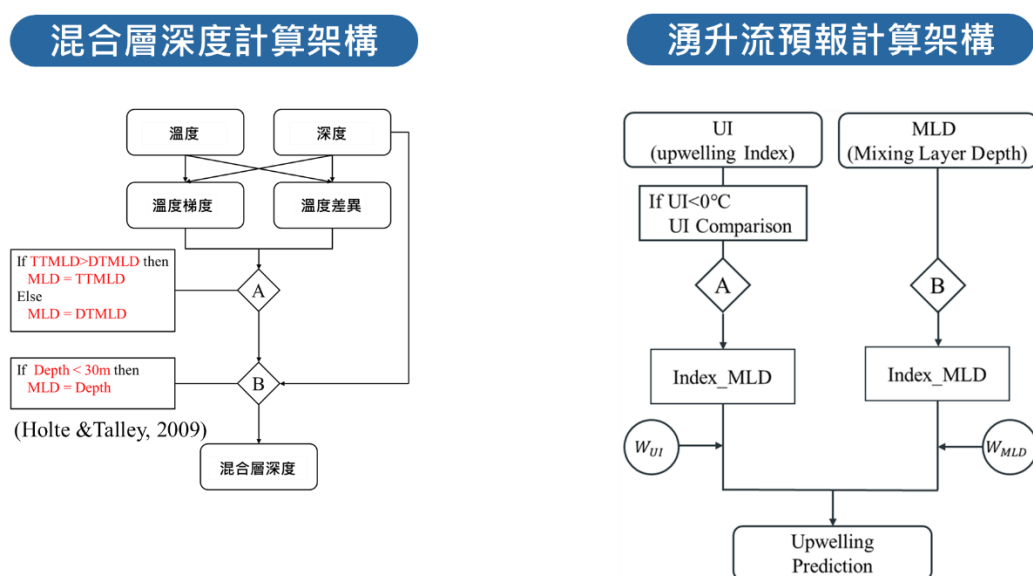 混合層深度計算架構
溫度
深度
溫度梯度
溫度差異
If TTMLD>DTMLD then
MLD = TTMLD
Else
MLD = DTMLD
A
If Depth < 30m then
MLD = Depth
B
(Holte &Talley, 2009)
混合層深度
湧升流預報計算架構
UI
(upwelling Index)
MLD
(Mixing Layer Depth)
If UI<0°C
UI Comparison
A
B
Index_MLD
Index_MLD
W_UI
W_MLD
Upwelling
Prediction